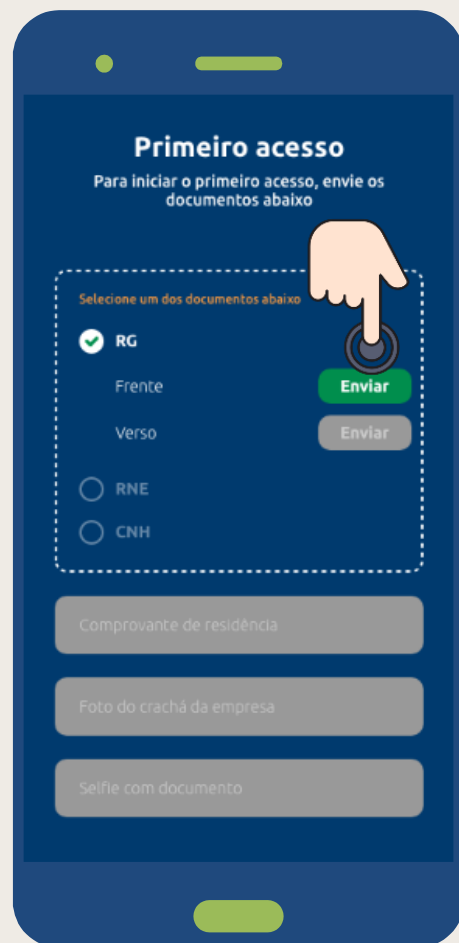 Primeiro acesso
Para iniciar o primeiro acesso, envie os
documentos abaixo
Selecione um dos documentos abaixo
RG
Frente Enviar
Verso Enviar
RNE
CNH
Comprovante de residência
Foto do crachá da empresa
Selfie com documento